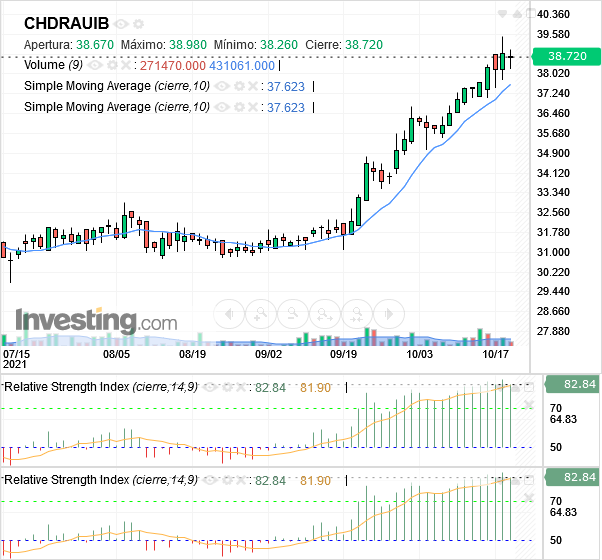 CHDRAUIB
Apertura: 38.670 Máximo: 38.980 Mínimo: 38.260 Cierre: 38.720
Volume (9) : 271470.000 431061.000
Simple Moving Average (cierre,10) : 37.623
Simple Moving Average (cierre,10) : 37.623
40.360
39.580
38.720
38.020
37.240
36.460
35.680
34.900
34.120
33.340
32.560
31.780
31.000
30.220
29.440
28.660
27.880
Investing.com
07/15 08/05 08/19 09/02 09/19 10/03 10/17
2021
Relative Strength Index (cierre,14,9) : 82.84 81.90
82.84
70
64.83
50
Relative Strength Index (cierre,14,9) : 82.84 81.90
82.84
70
64.83
50